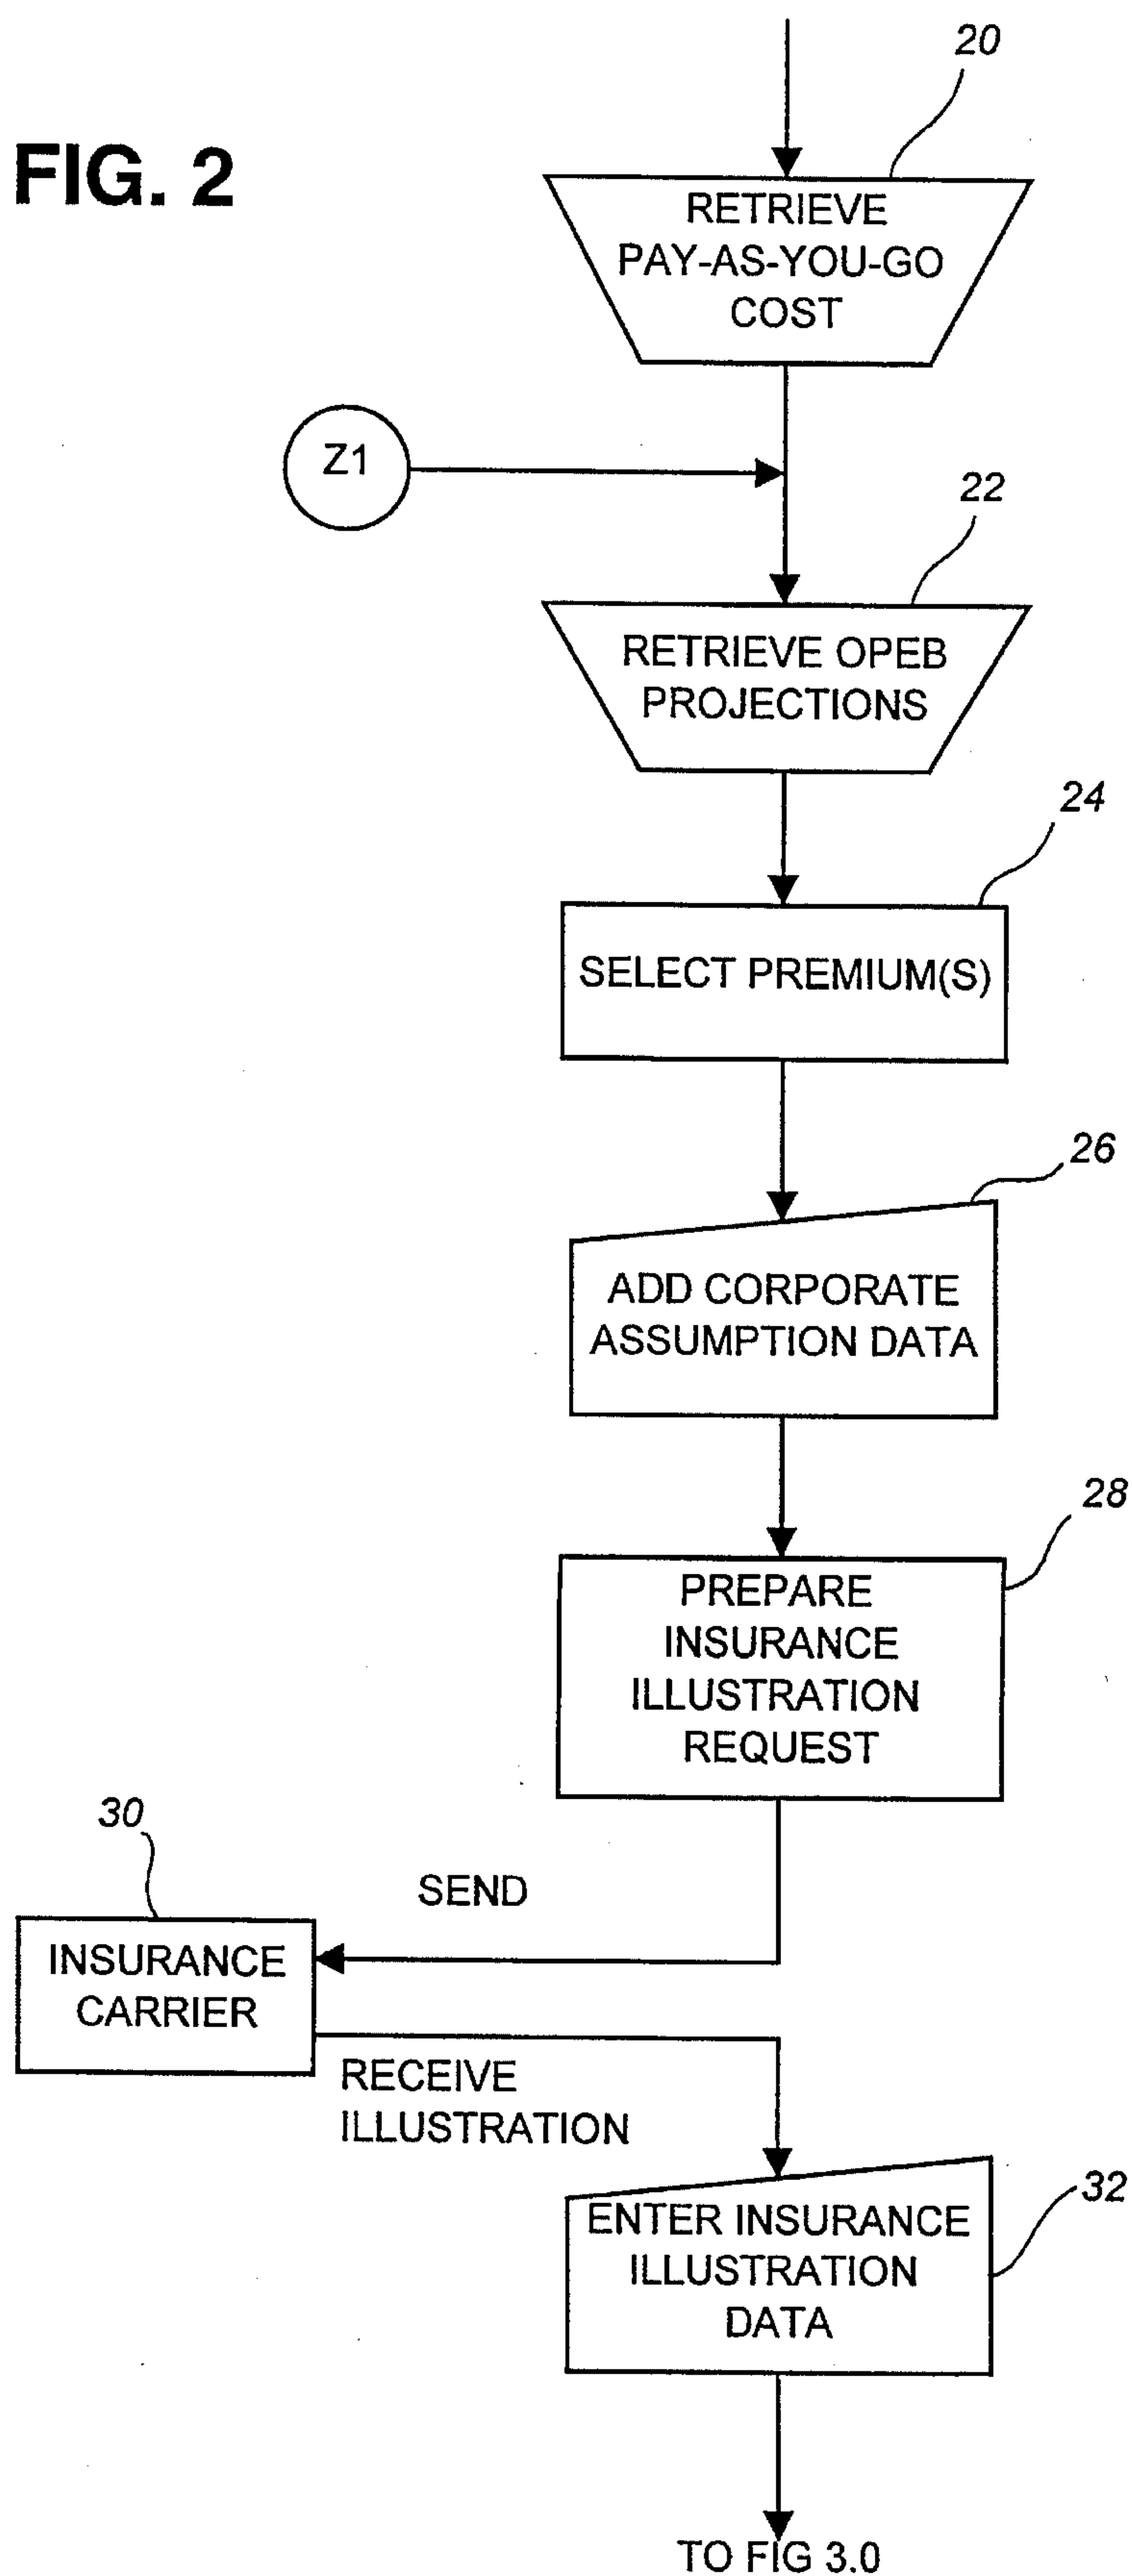 20
FIG. 2
RETRIEVE
PAY-AS-YOU-GO
COST
Z1
22
RETRIEVE OPEB
PROJECTIONS
24
SELECT PREMIUM(S)
26
ADD CORPORATE
ASSUMPTION DATA
28
PREPARE
INSURANCE
ILLUSTRATION
REQUEST
30
SEND
INSURANCE
CARRIER
RECEIVE
ILLUSTRATION
32
ENTER INSURANCE
ILLUSTRATION
DATA
TO FIG 3.0